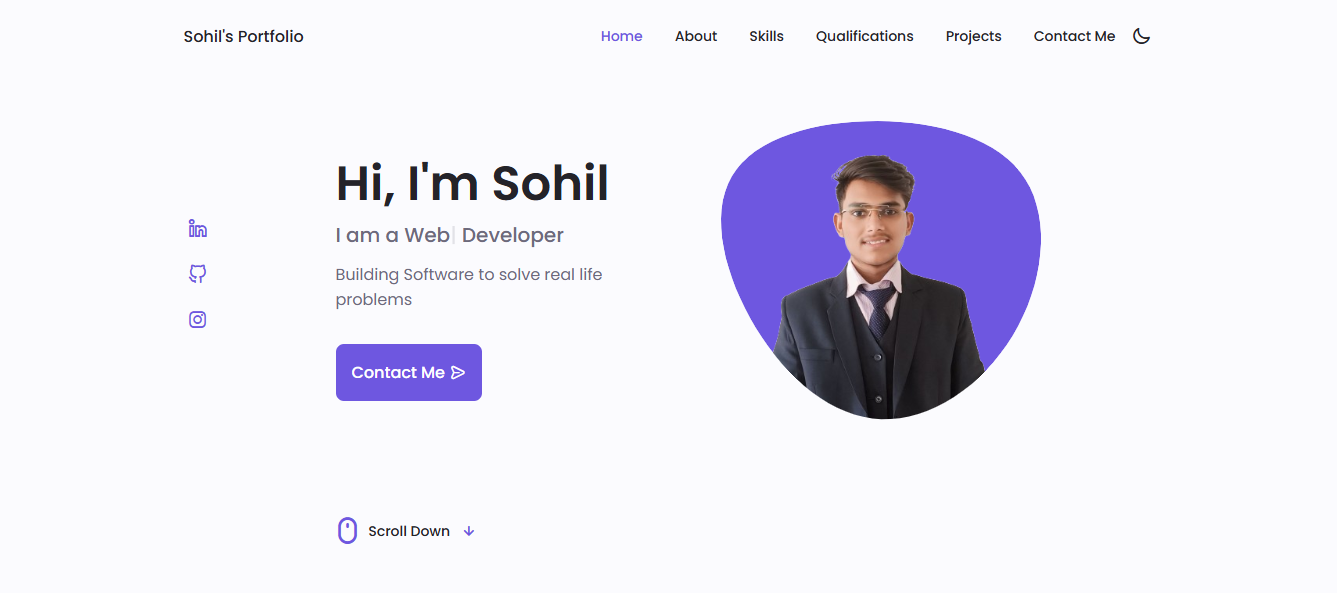 Sohil's Portfolio
Home About Skills Qualifications Projects Contact Me
Hi, I'm Sohil
I am a Web| Developer
Building Software to solve real life
problems
Contact Me
Scroll Down